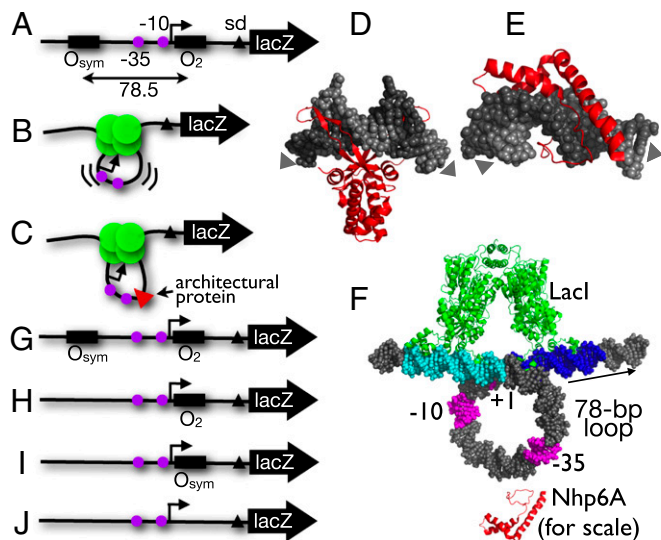 A
-10
sd
lacZ
Osym
-35
O2
78.5
B
lacZ
C
lacZ
architectural
protein
D
E
F
LacI
-10
+1
78-bp
loop
-35
Nhp6A
(for scale)
G
lacZ
Osym
O2
H
lacZ
O2
I
lacZ
Osym
J
lacZ